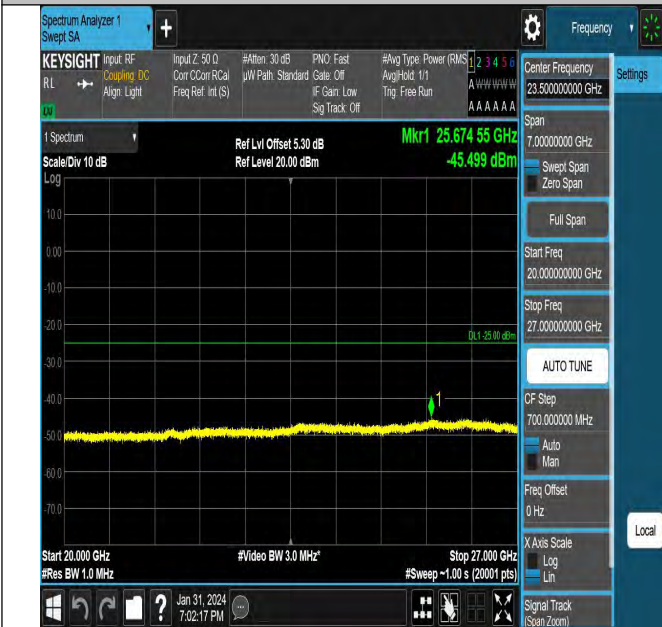 Spectrum Analyzer 1
Swept SA
+
Frequency
KEYSIGHT
RL
Input: RF
Coupling: DC
Align: Light
Input Z: 50 Ω
Corr CCorr RCal
Freq Ref: Int (S)
#Atten: 30 dB
µW Path: Standard
PNO: Fast
Gate: Off
IF Gain: Low
Sig Track: Off
#Avg Type: Power (RMS
Avg|Hold: 1/1
Trig: Free Run
1 2 3 4 5 6
A W W W W W
A A A A A A
1 Spectrum
Scale/Div 10 dB
Log
Ref Lvl Offset 5.30 dB
Ref Level 20.00 dBm
Mkr1 25.674 55 GHz
-45.499 dBm
10.0
0.00
-10.0
-20.0
-30.0
-40.0
-50.0
-60.0
-70.0
DL1 -25.00 dBm
1
Start 20.000 GHz
#Res BW 1.0 MHz
#Video BW 3.0 MHz*
Stop 27.000 GHz
#Sweep ~1.00 s (20001 pts)
Center Frequency
23.500000000 GHz
Settings
Span
7.00000000 GHz
Swept Span
Zero Span
Full Span
Start Freq
20.000000000 GHz
Stop Freq
27.000000000 GHz
AUTO TUNE
CF Step
700.000000 MHz
Auto
Man
Freq Offset
0 Hz
X Axis Scale
Log
Lin
Local
Signal Track
(Span Zoom)
?
Jan 31, 2024
7:02:17 PM